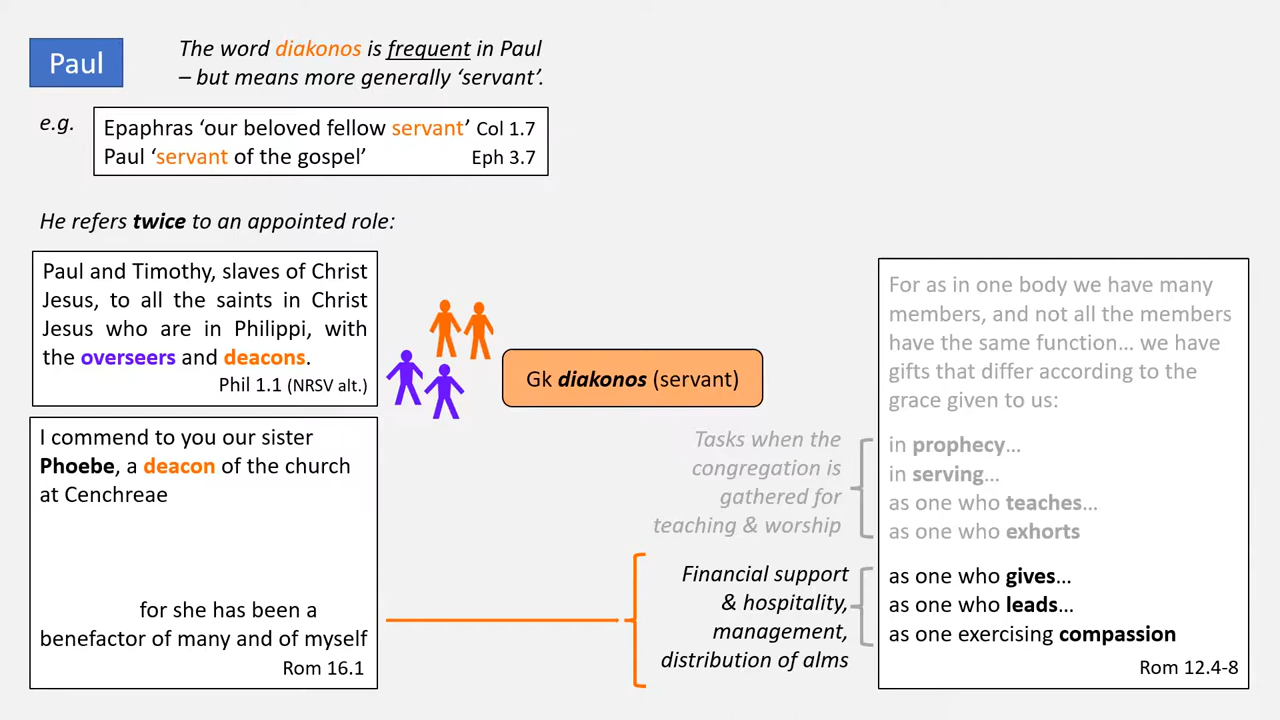 Paul
The word diakonos is frequent in Paul
– but means more generally ‘servant’.
e.g.
Epaphras ‘our beloved fellow servant’ Col 1.7
Paul ‘servant of the gospel’ Eph 3.7
He refers twice to an appointed role:
Paul and Timothy, slaves of Christ
Jesus, to all the saints in Christ
Jesus who are in Philippi, with
the overseers and deacons.
Phil 1.1 (NRSV alt.)
I commend to you our sister
Phoebe, a deacon of the church
at Cenchreae
for she has been a
benefactor of many and of myself
Rom 16.1
Gk diakonos (servant)
Tasks when the
congregation is
gathered for
teaching & worship
Financial support
& hospitality,
management,
distribution of alms
For as in one body we have many
members, and not all the members
have the same function… we have
gifts that differ according to the
grace given to us:
in prophecy…
in serving…
as one who teaches…
as one who exhorts
as one who gives…
as one who leads…
as one exercising compassion
Rom 12.4-8